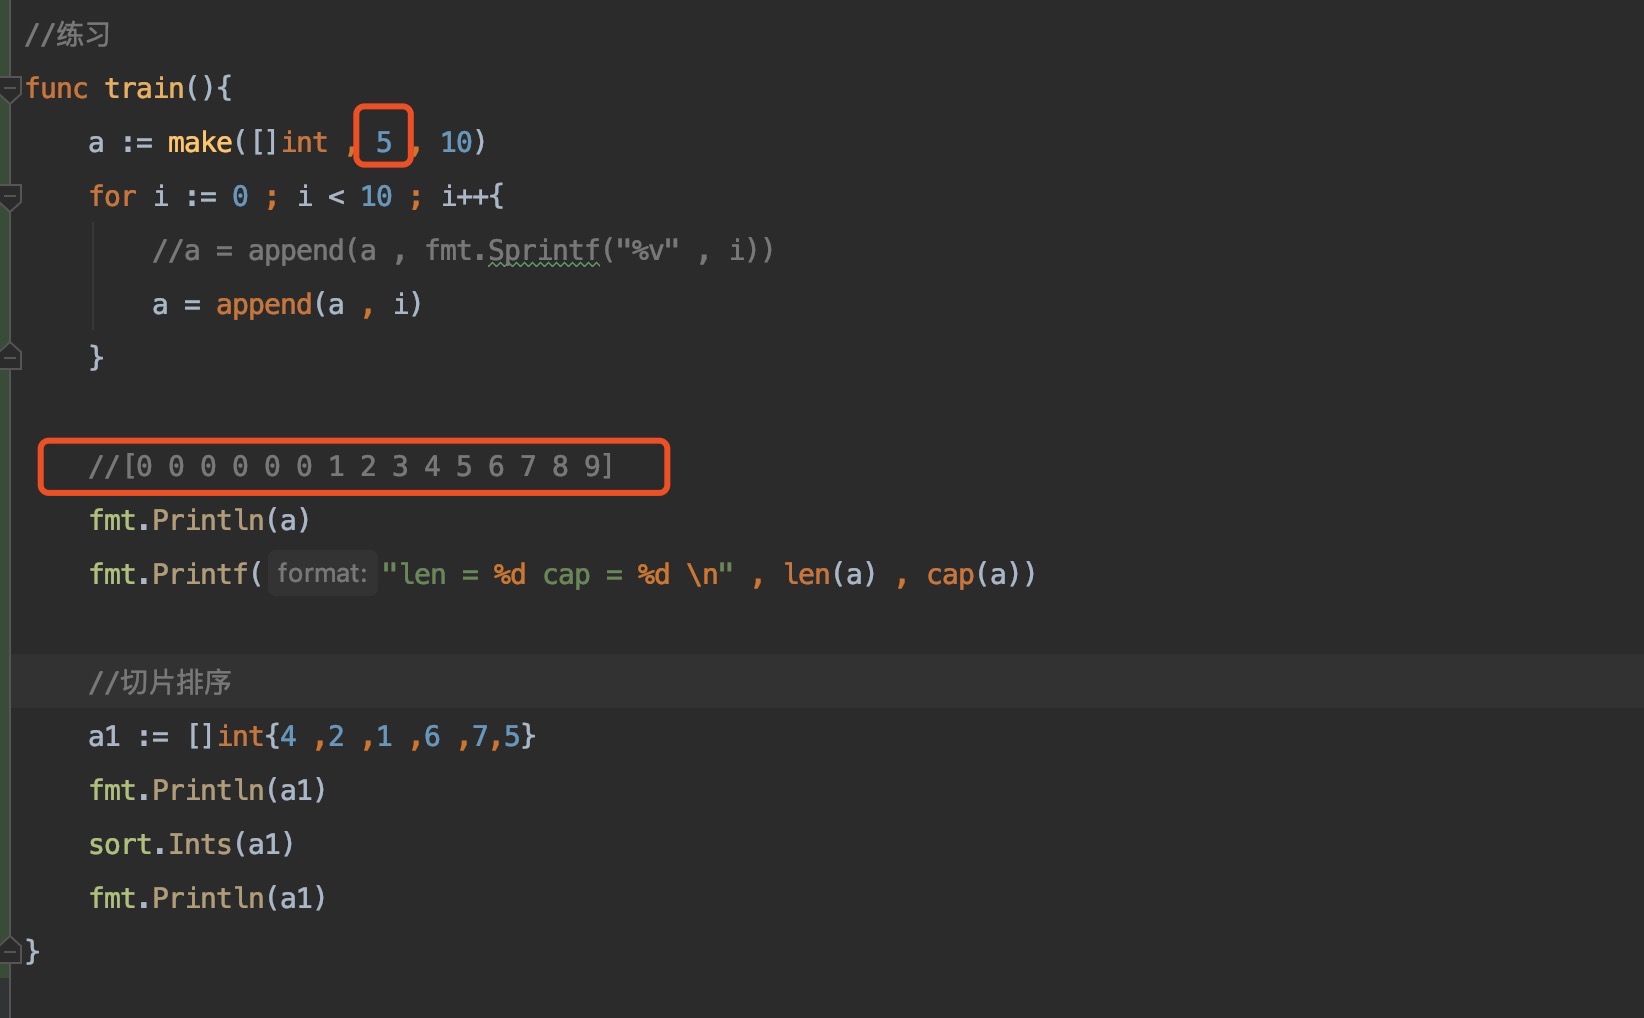 //练习
func train(){
a := make([]int , 5 , 10)
for i := 0 ; i < 10 ; i++{
//a = append(a , fmt.Sprintf("%v" , i))
a = append(a , i)
}
//[0 0 0 0 0 0 1 2 3 4 5 6 7 8 9]
fmt.Println(a)
fmt.Printf( format: "len = %d cap = %d \n" , len(a) , cap(a))
//切片排序
a1 := []int{4 ,2 ,1 ,6 ,7,5}
fmt.Println(a1)
sort.Ints(a1)
fmt.Println(a1)
}